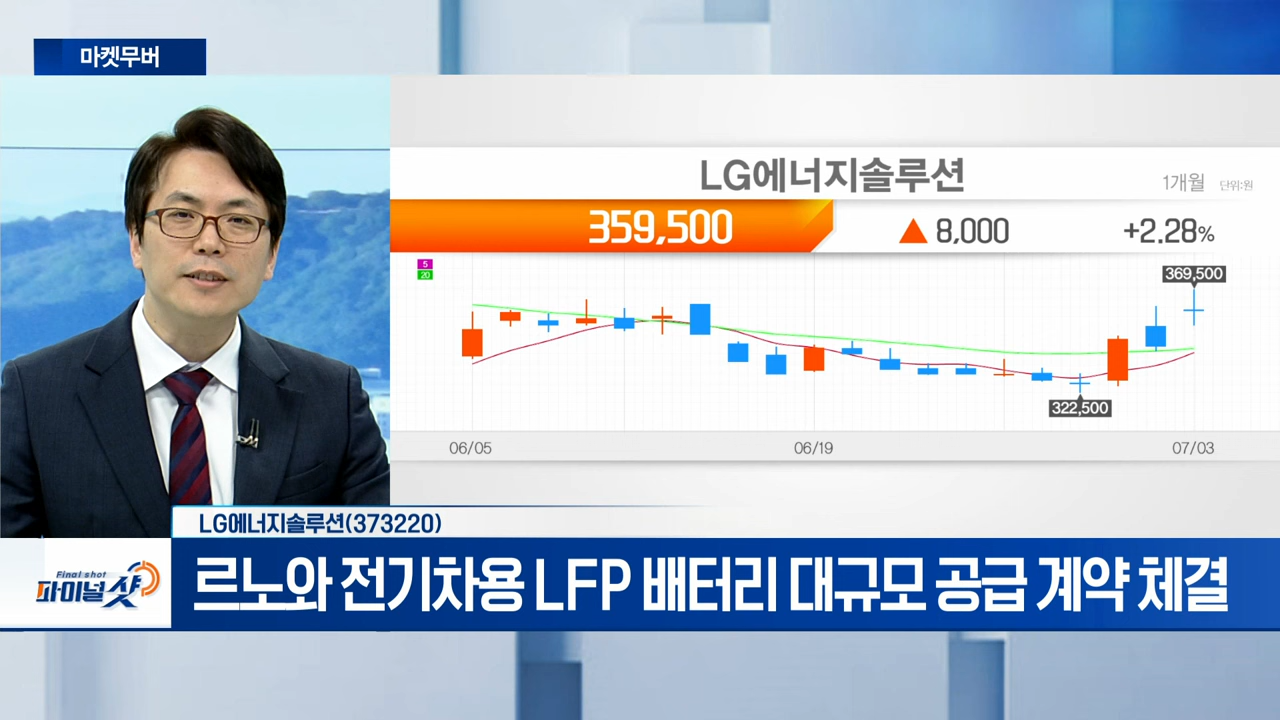 마켓무버
LG에너지솔루션
1개월 단위:원
359,500 ▲ 8,000 +2.28%
5
20
369,500
322,500
06/05 06/19 07/03
LG에너지솔루션(373220)
Final shot
파이널샷
르노와 전기차용 LFP 배터리 대규모 공급 계약 체결